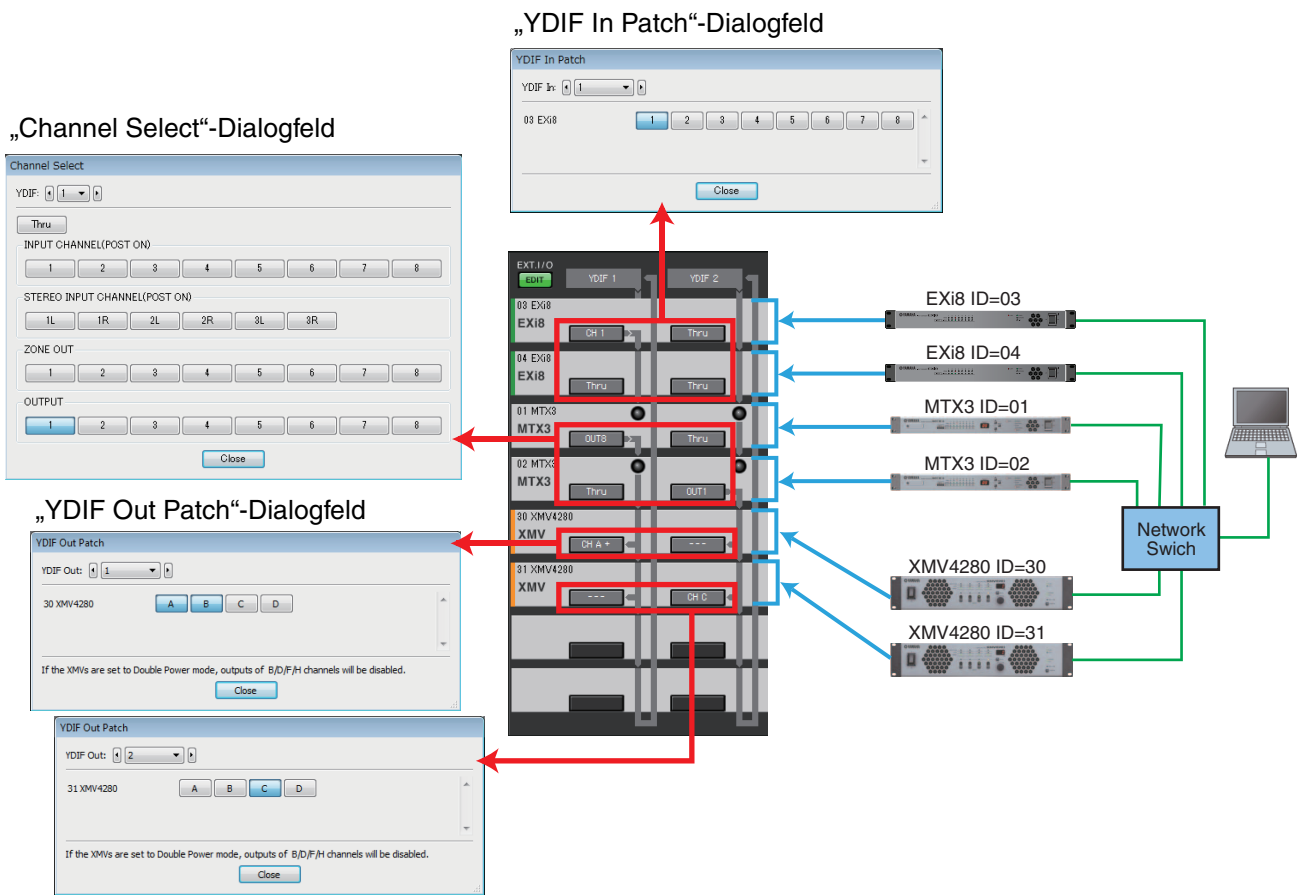 „YDIF In Patch“-Dialogfeld
YDIF In Patch
YDIF In: 1
03 EXi8 1 2 3 4 5 6 7 8
Close
„Channel Select“-Dialogfeld
Channel Select
YDIF: 1
Thru
INPUT CHANNEL(POST ON)
1 2 3 4 5 6 7 8
STEREO INPUT CHANNEL(POST ON)
1L 1R 2L 2R 3L 3R
ZONE OUT
1 2 3 4 5 6 7 8
OUTPUT
1 2 3 4 5 6 7 8
Close
EXT.I/O
EDIT YDIF 1 YDIF 2
03 EXi8
EXi8
CH 1 Thru
04 EXi8
EXi8
Thru Thru
01 MTX3
MTX3
OUT8 Thru
02 MTX3
MTX3
Thru OUT1
30 XMV4280
XMV
CH A + ---
31 XMV4280
XMV
--- CH C
EXi8 ID=03
EXi8 ID=04
MTX3 ID=01
MTX3 ID=02
Network
Swich
XMV4280 ID=30
XMV4280 ID=31
„YDIF Out Patch“-Dialogfeld
YDIF Out Patch
YDIF Out: 1
30 XMV4280 A B C D
If the XMVs are set to Double Power mode, outputs of B/D/F/H channels will be disabled.
Close
YDIF Out Patch
YDIF Out: 2
31 XMV4280 A B C D
If the XMVs are set to Double Power mode, outputs of B/D/F/H channels will be disabled.
Close